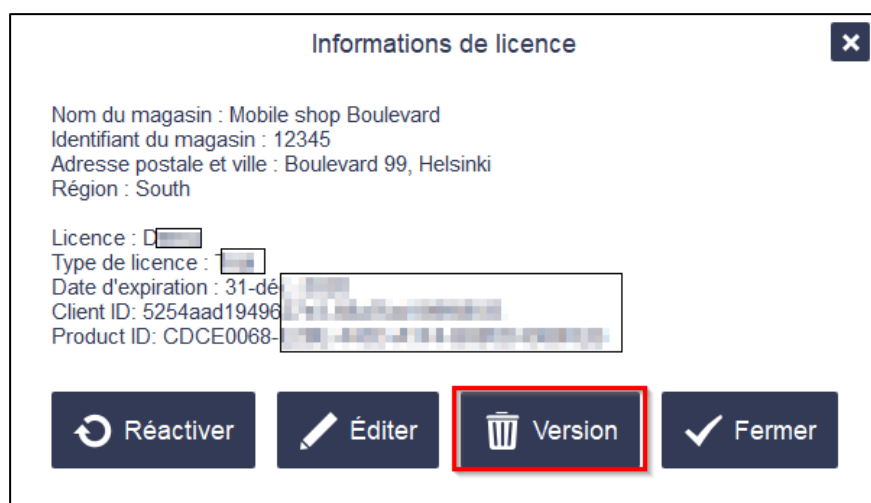 Informations de licence
Nom du magasin : Mobile shop Boulevard
Identifiant du magasin : 12345
Adresse postale et ville : Boulevard 99, Helsinki
Région : South
Licence :
Type de licence :
Date d'expiration : 31-déc
Client ID: 5254aad19496
Product ID: CDCE0068-
Réactiver Éditer Version Fermer